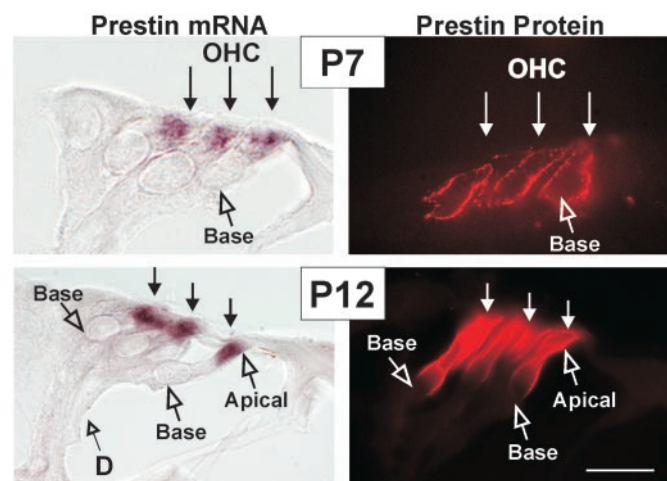 Prestin mRNA
Prestin Protein
OHC
P7
OHC
Base
Base
P12
Base
Base
Apical
D
Base
Base
Apical